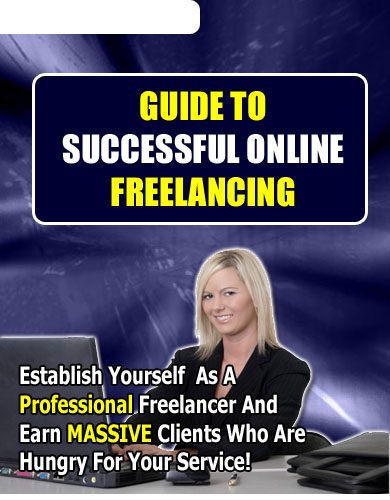 GUIDE TO
SUCCESSFUL ONLINE
FREELANCING
Establish Yourself As A
Professional Freelancer And
Earn MASSIVE Clients Who Are
Hungry For Your Service!